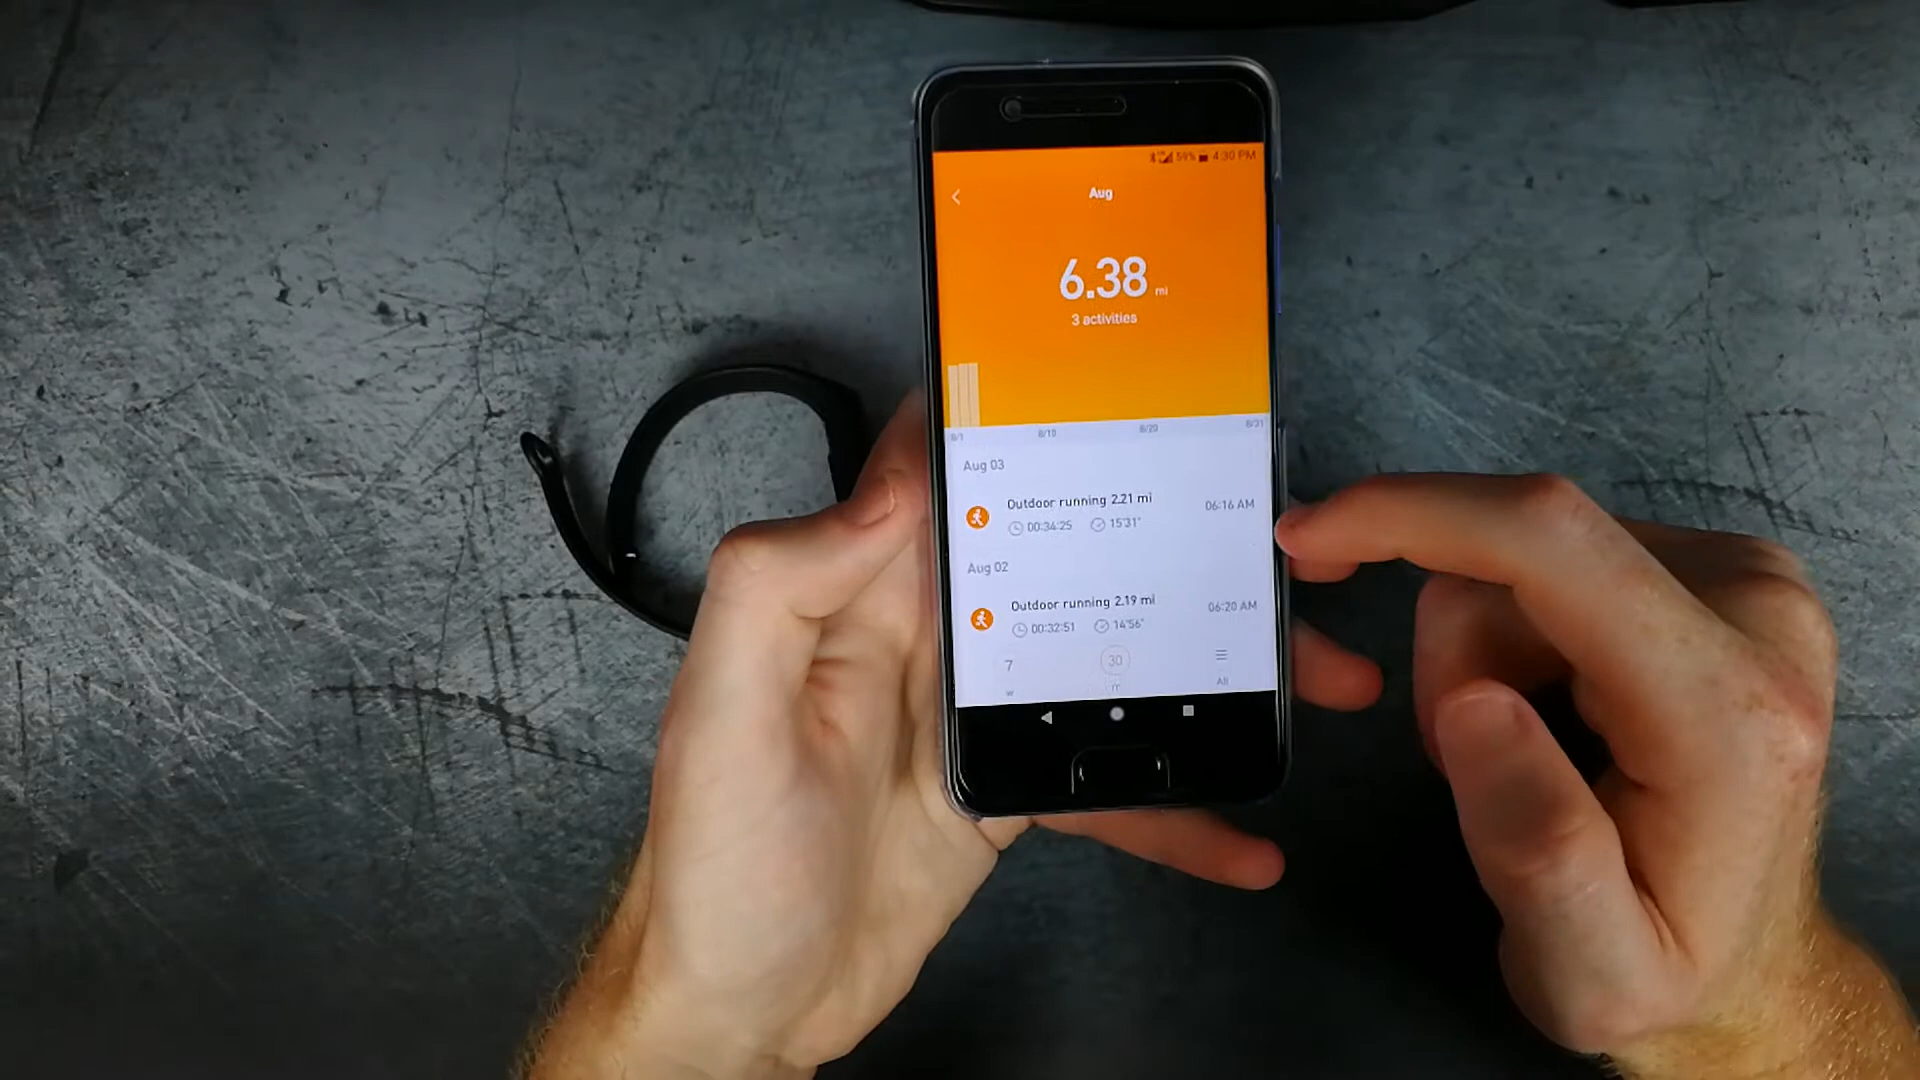 59% 4:30 PM
Aug
6.38 mi
3 activities
8/1 8/10 8/20 8/31
Aug 03
Outdoor running 2.21 mi
00:34:25 15'31" 06:16 AM
Aug 02
Outdoor running 2.19 mi
00:32:51 14'56" 06:20 AM
7 30
w m All